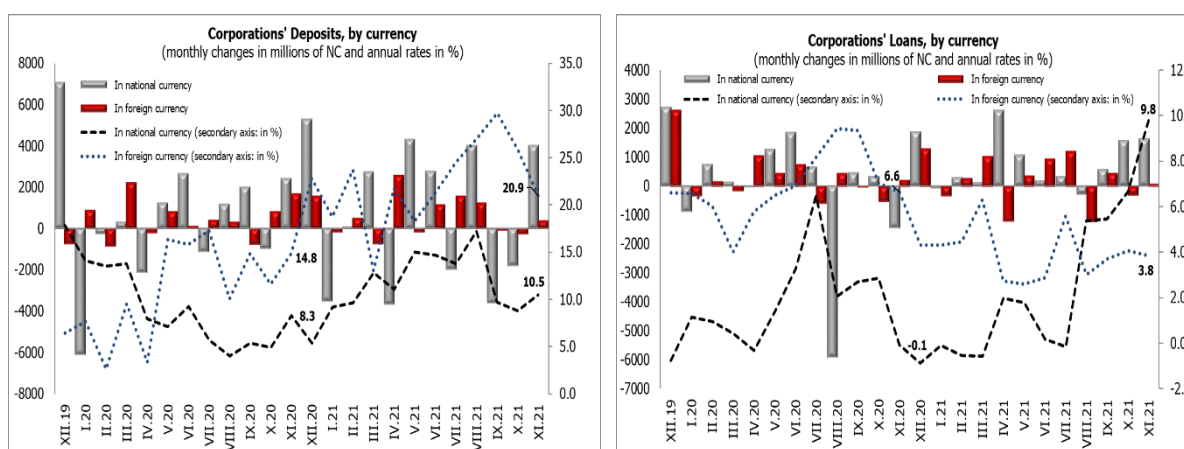 Corporations' Deposits, by currency
(monthly changes in millions of NC and annual rates in %)
8000
6000
4000
2000
0
-2000
-4000
-6000
-8000
35.0
30.0
25.0
20.0
15.0
10.0
5.0
0.0
In national currency
In foreign currency
In national currency (secondary axis: in %)
In foreign currency (secondary axis: in %)
14.8
8.3
20.9
10.5
XII.19
I.20
II.20
III.20
IV.20
V.20
VI.20
VII.20
VIII.20
IX.20
X.20
XI.20
XII.20
I.21
II.21
III.21
IV.21
V.21
VI.21
VII.21
VIII.21
IX.21
X.21
XI.21
Corporations' Loans, by currency
(monthly changes in millions of NC and annual rates in %)
4000
3000
2000
1000
0
-1000
-2000
-3000
-4000
-5000
-6000
-7000
In national currency
In foreign currency
In national currency (secondary axis: in %)
In foreign currency (secondary axis: in %)
9.8
6.6
-0.1
3.8
8.0
6.0
4.0
2.0
0.0
XII.19
I.20
II.20
III.20
IV.20
V.20
VI.20
VII.20
VIII.20
IX.20
X.20
XI.20
XII.20
I.21
II.21
III.21
IV.21
V.21
VI.21
VII.21
VIII.21
IX.21
X.21
XI.21